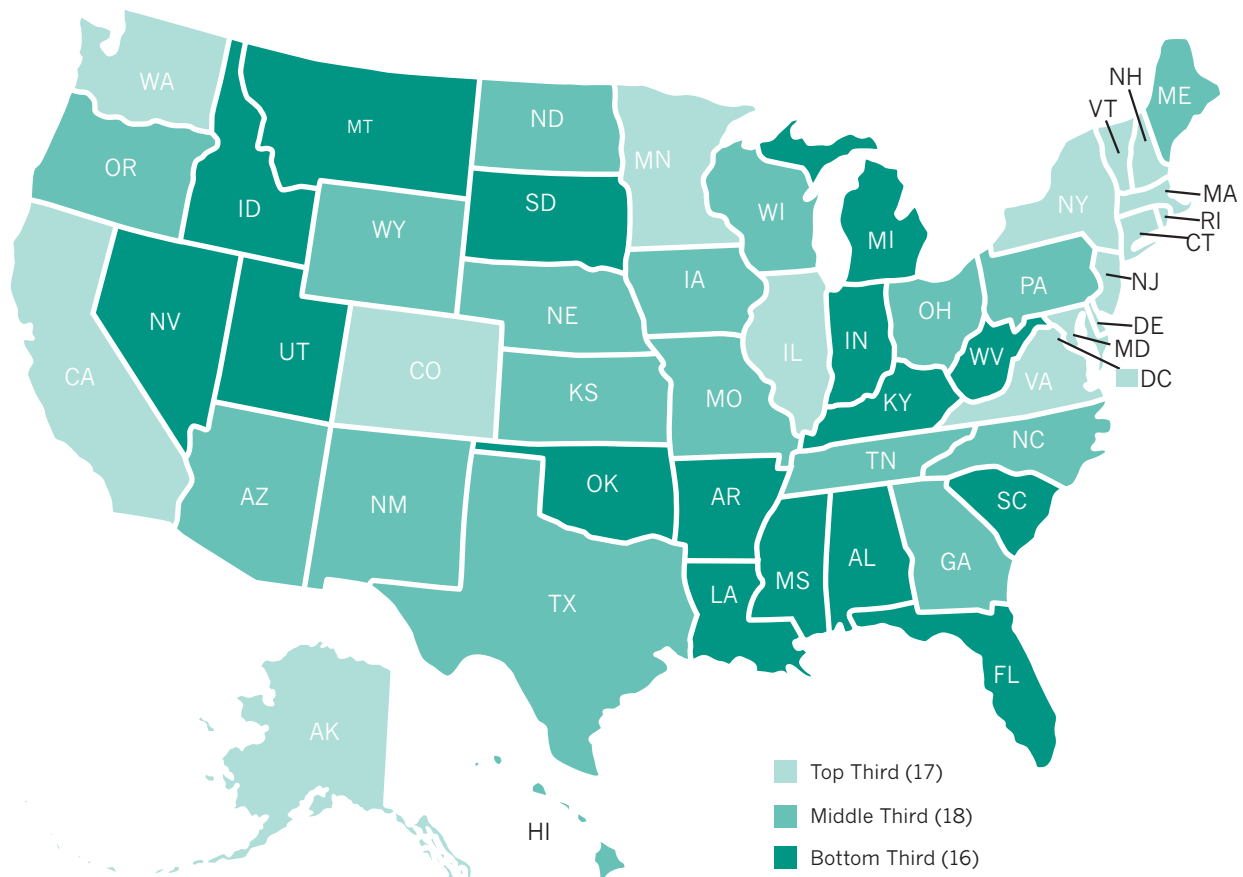 WA
NH
ME
VT
MT
ND
MN
OR
ID
SD
WI
NY
MA
RI
CT
WY
MI
IA
PA
NJ
NV
NE
OH
DE
MD
UT
IN
IL
WV
CA
CO
VA
DC
KS
MO
KY
NC
TN
OK
AR
SC
AZ
NM
MS
AL
GA
LA
TX
FL
AK
HI
Top Third (17)
Middle Third (18)
Bottom Third (16)